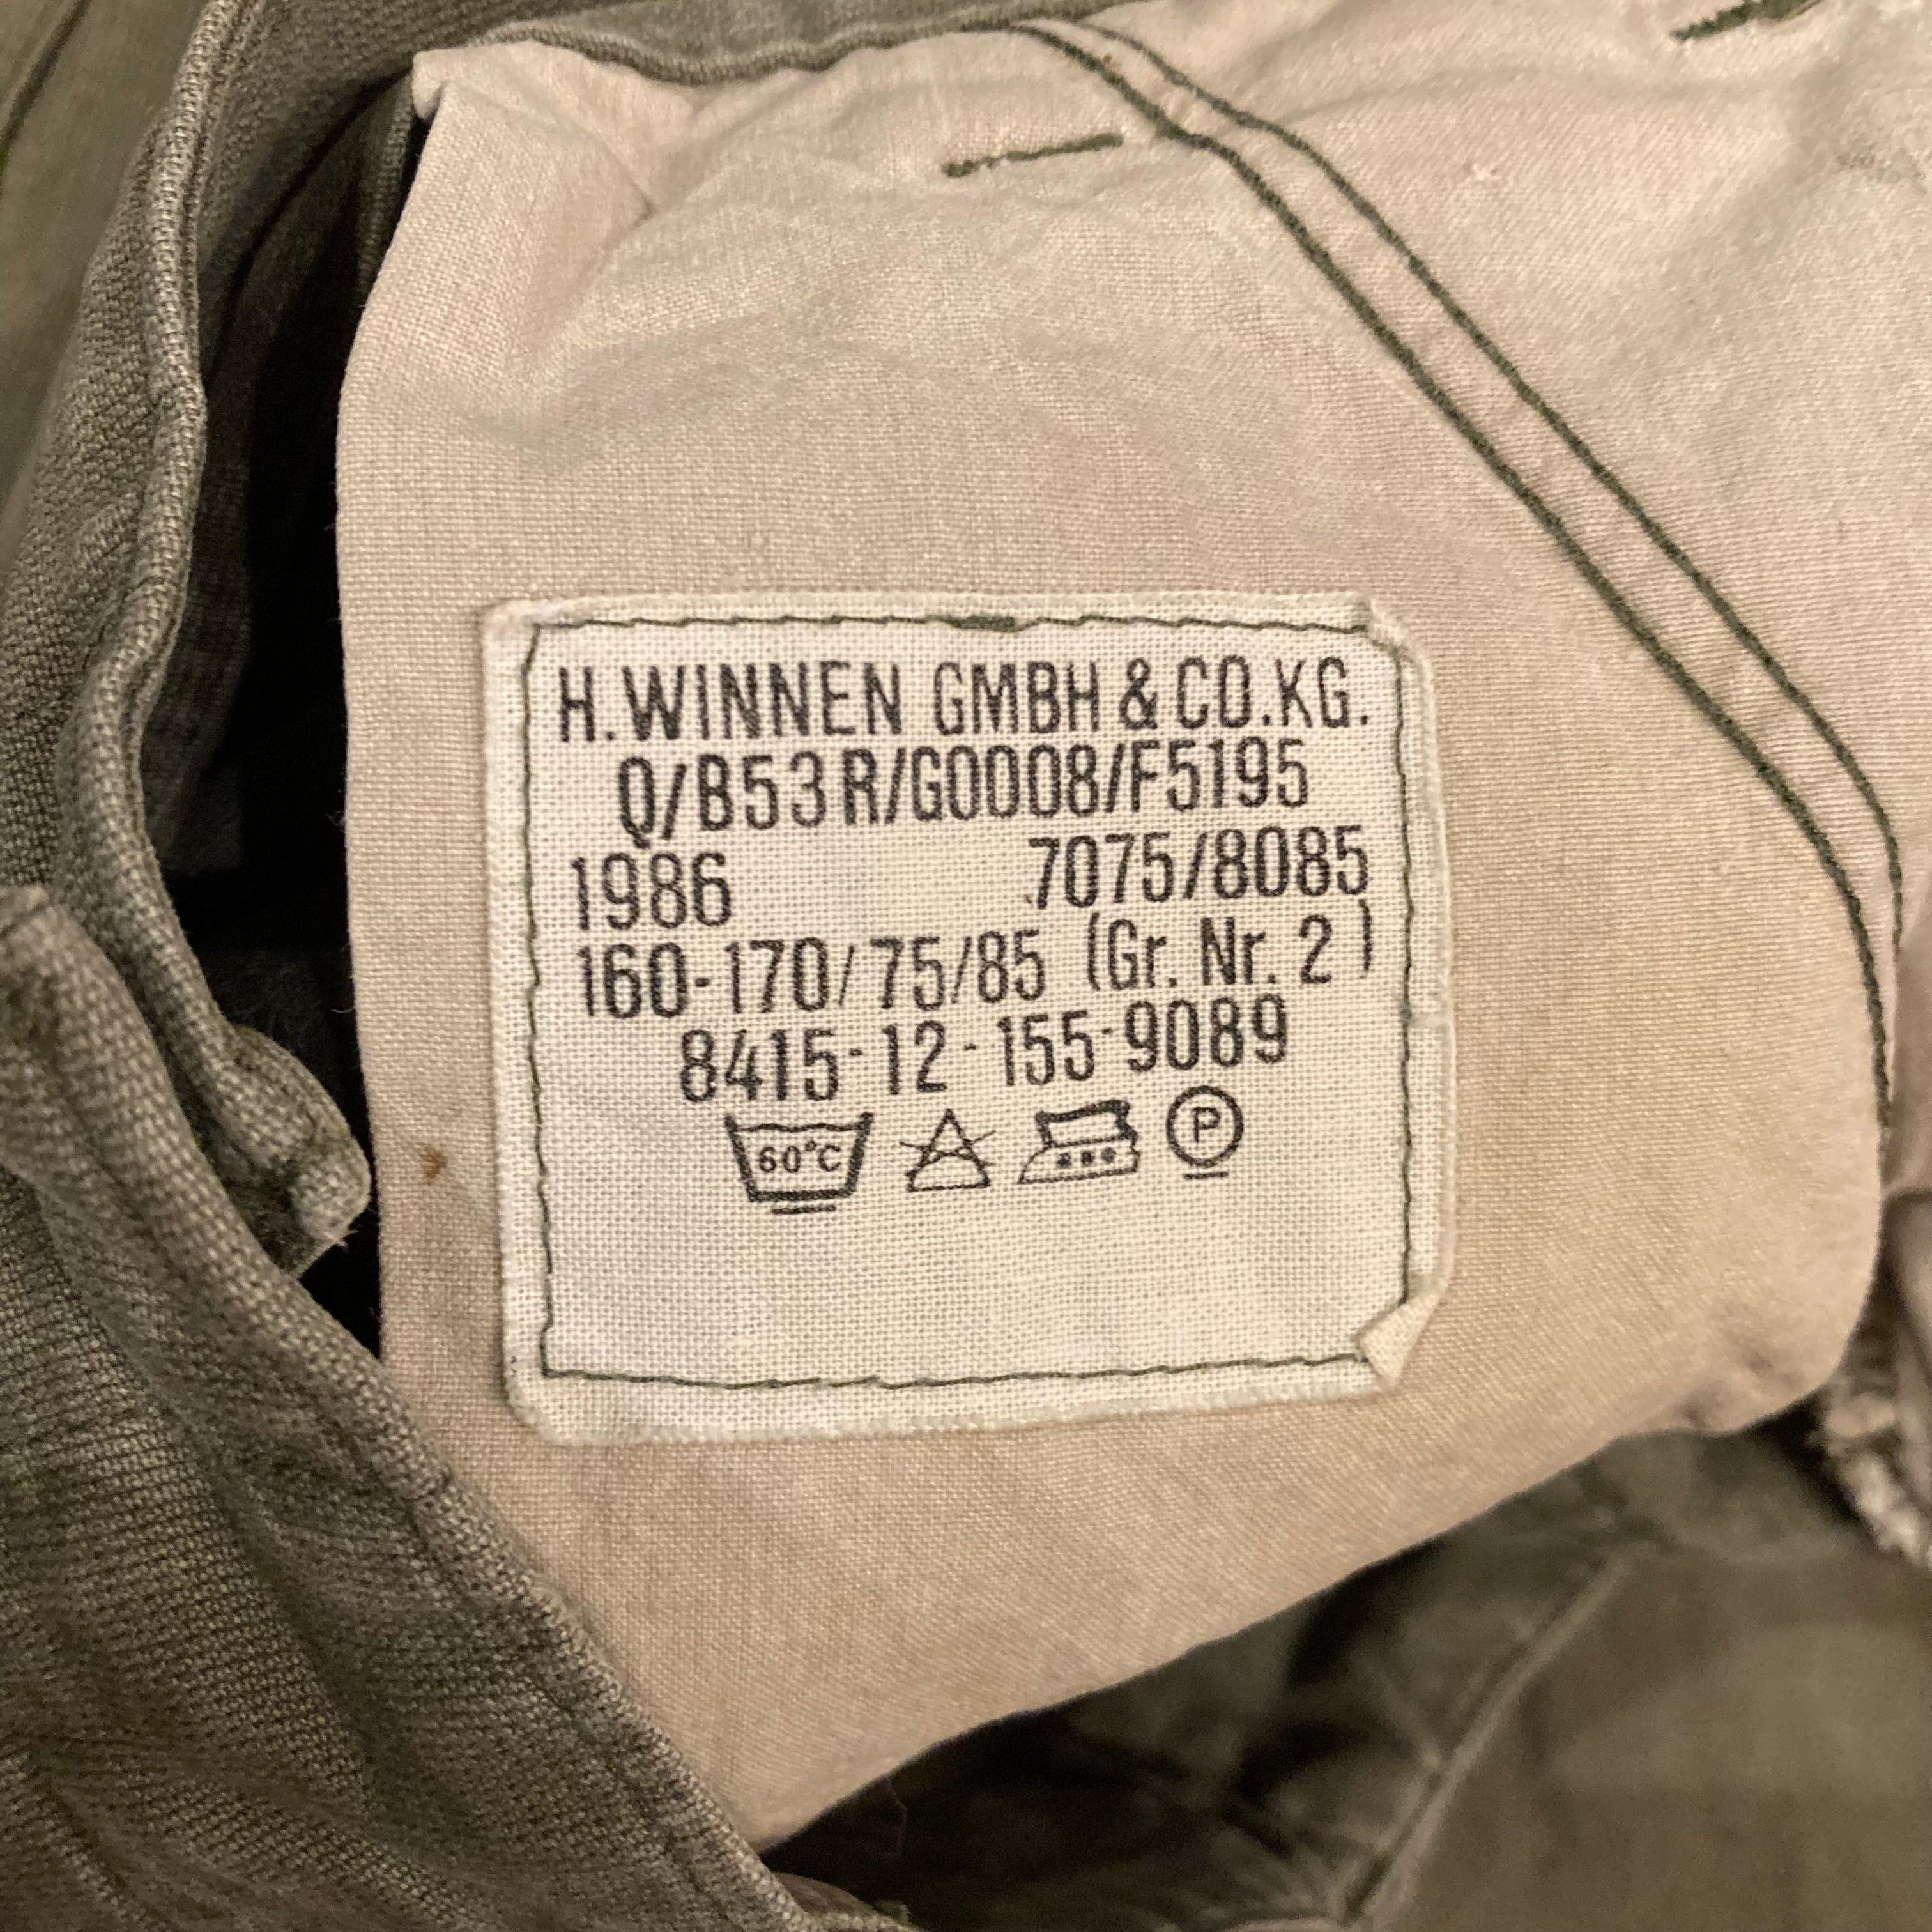 H.WINNEN GMBH & CO.KG.
Q/B53R/G0008/F5195
1986 7075/8085
160-170/75/85 (Gr. Nr. 2)
8415-12-155-9089
60°C P